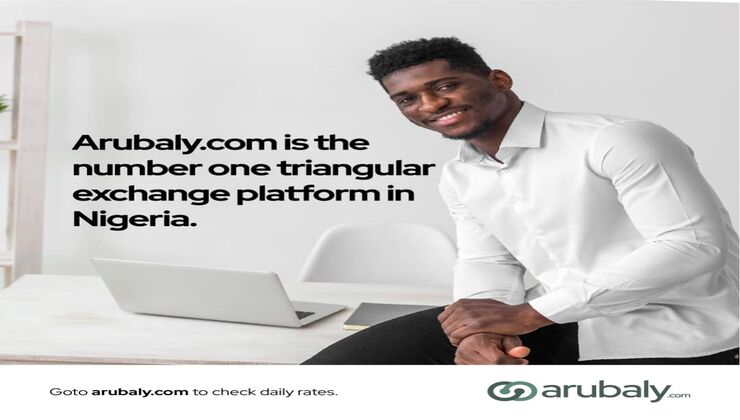 Arubaly.com is the
number one triangular
exchange platform in
Nigeria.
Goto arubaly.com to check daily rates.
arubaly.com